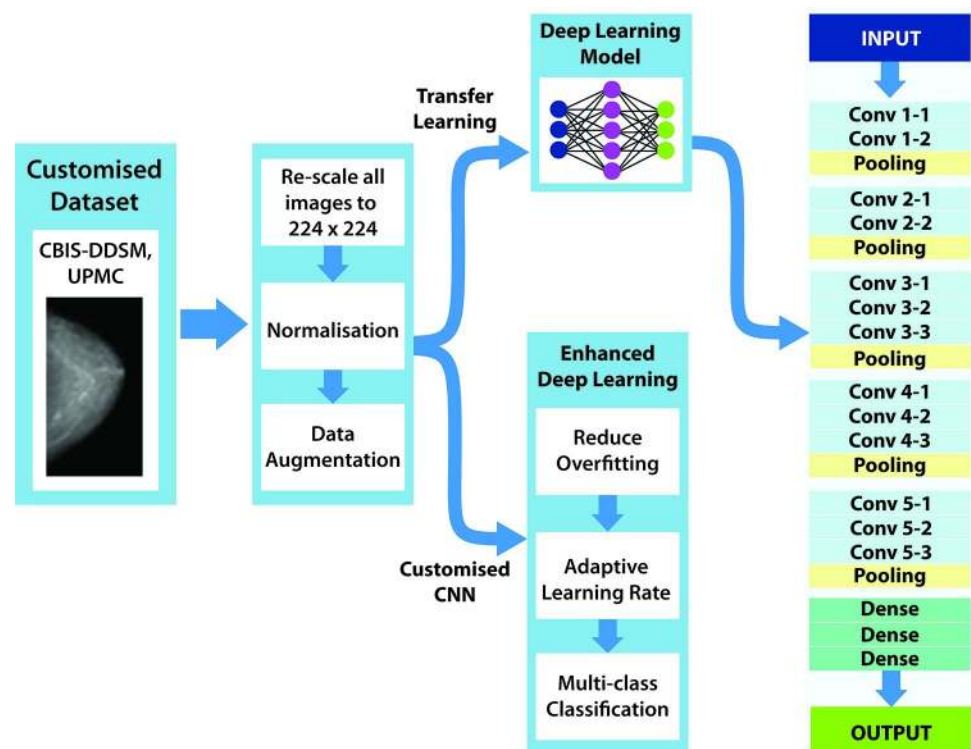 Customised
Dataset
CBIS-DDSM,
UPMC
Re-scale all
images to
224 x 224
Normalisation
Data
Augmentation
Transfer
Learning
Deep Learning
Model
Customised
CNN
Enhanced
Deep Learning
Reduce
Overfitting
Adaptive
Learning Rate
Multi-class
Classification
INPUT
Conv 1-1
Conv 1-2
Pooling
Conv 2-1
Conv 2-2
Pooling
Conv 3-1
Conv 3-2
Conv 3-3
Pooling
Conv 4-1
Conv 4-2
Conv 4-3
Pooling
Conv 5-1
Conv 5-2
Conv 5-3
Pooling
Dense
Dense
Dense
OUTPUT